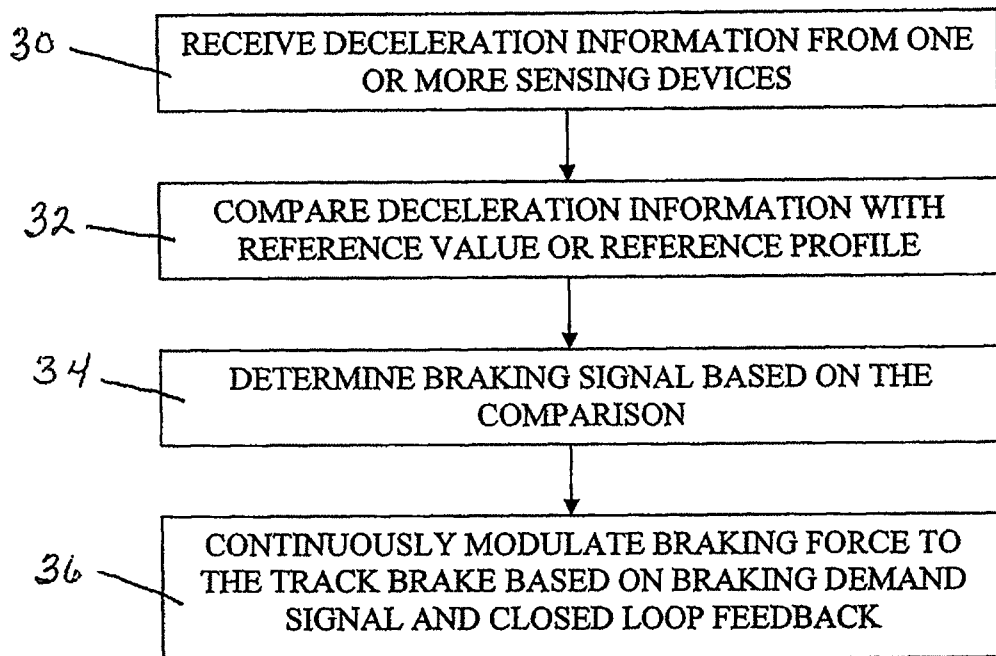 30
RECEIVE DECELERATION INFORMATION FROM ONE
OR MORE SENSING DEVICES
32
COMPARE DECELERATION INFORMATION WITH
REFERENCE VALUE OR REFERENCE PROFILE
34
DETERMINE BRAKING SIGNAL BASED ON THE
COMPARISON
36
CONTINUOUSLY MODULATE BRAKING FORCE TO
THE TRACK BRAKE BASED ON BRAKING DEMAND
SIGNAL AND CLOSED LOOP FEEDBACK